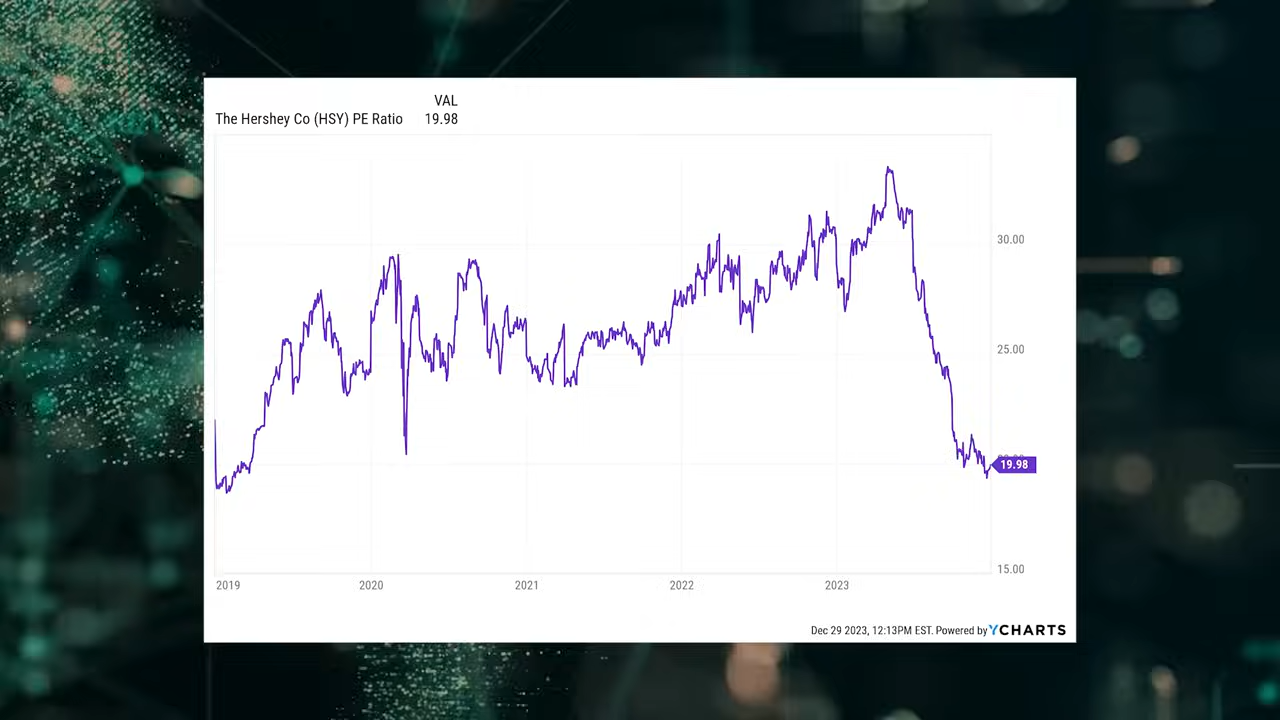 VAL
The Hershey Co (HSY) PE Ratio 19.98
30.00
25.00
19.98
15.00
2019 2020 2021 2022 2023
Dec 29 2023, 12:13PM EST. Powered by YCHARTS